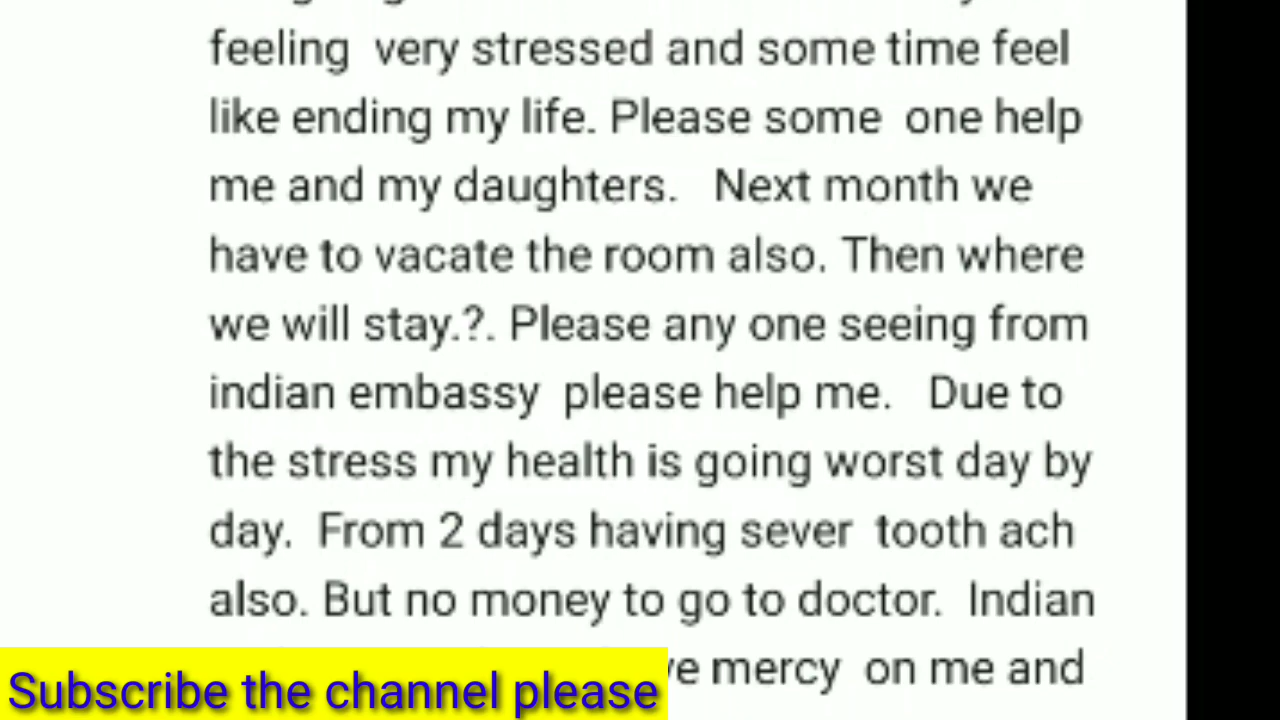 feeling very stressed and some time feel
like ending my life. Please some one help
me and my daughters. Next month we
have to vacate the room also. Then where
we will stay.?. Please any one seeing from
indian embassy please help me. Due to
the stress my health is going worst day by
day. From 2 days having sever tooth ach
also. But no money to go to doctor. Indian
mercy on me and
Subscribe the channel please